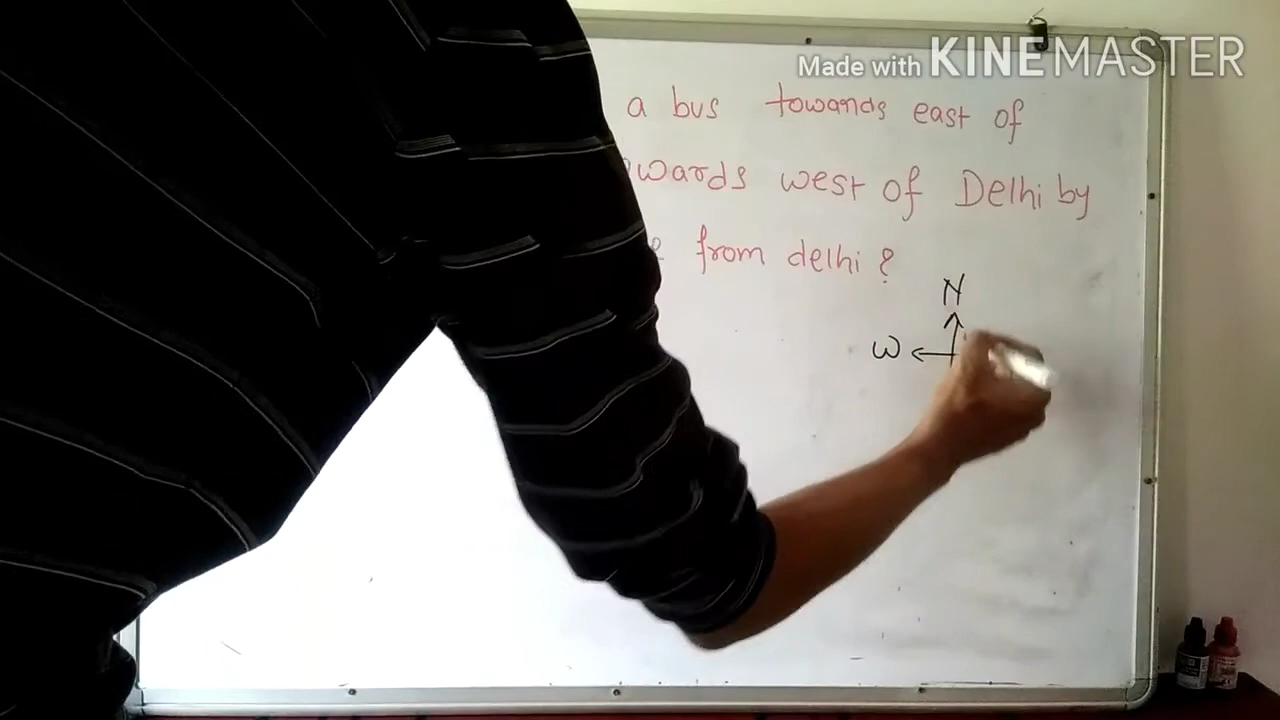 Made with KINEMASTER
a bus towards east of
wards west of Delhi by
from delhi ?
N
W